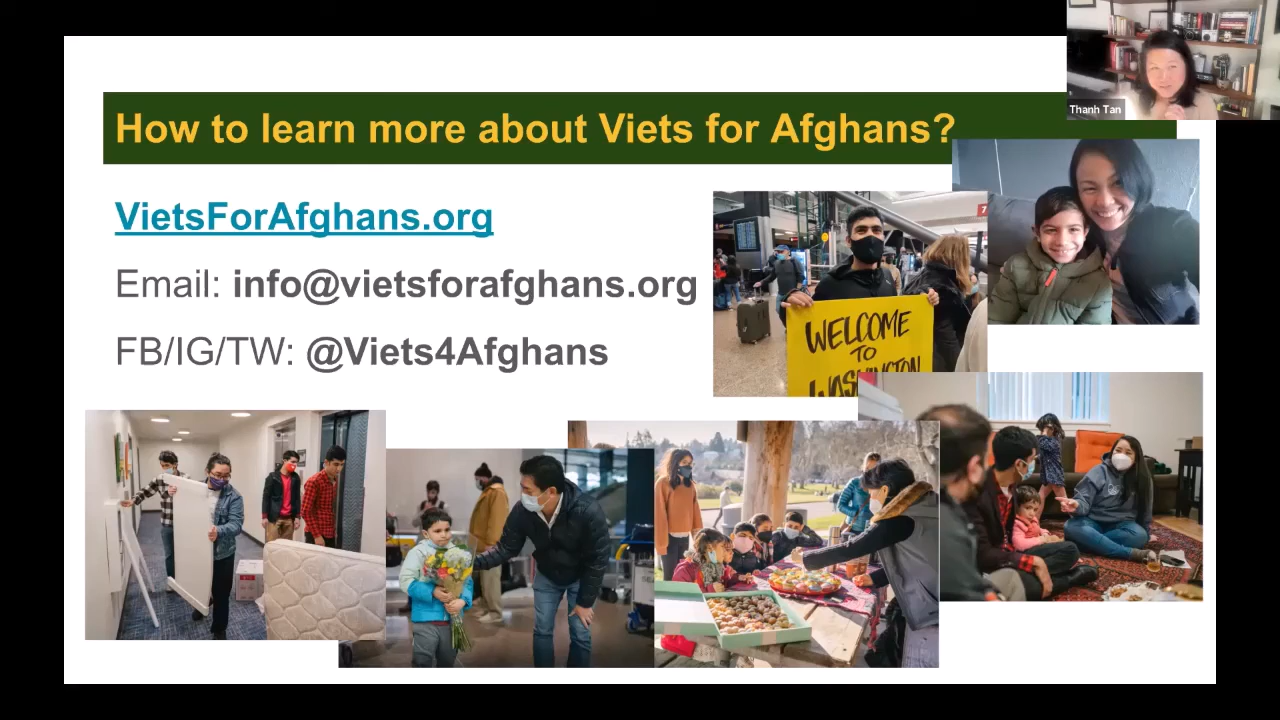 Thanh Tan
How to learn more about Viets for Afghans?
VietsForAfghans.org
Email: info@vietsforafghans.org
FB/IG/TW: @Viets4Afghans
WELCOME
TO
WASHINGTON